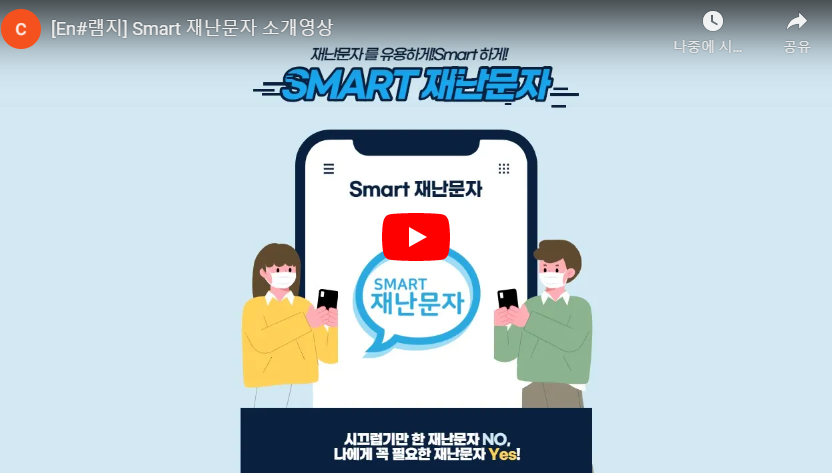 C
[En#램지] Smart 재난문자 소개영상
나중에 시...
공유
재난문자 를 유용하게!Smart 하게!
SMART 재난문자
Smart 재난문자
SMART
재난문자
시끄럽기만 한 재난문자 NO,
나에게 꼭 필요한 재난문자 Yes!